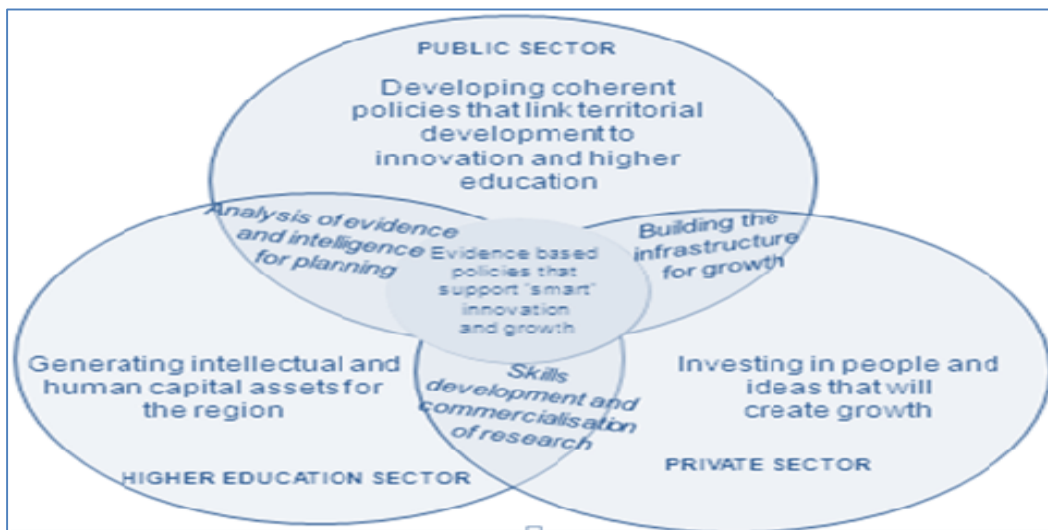 PUBLIC SECTOR
Developing coherent
policies that link territorial
development to
innovation and higher
education
Analysis of evidence
and intelligence
for planning
Evidence based
policies that
support "smart"
innovation
and growth
Building the
infrastructure
for growth
Generating intellectual and
human capital assets for
the region
HIGHER EDUCATION SECTOR
Skills
development and
commercialisation
of research
Investing in people and
ideas that will
create growth
PRIVATE SECTOR